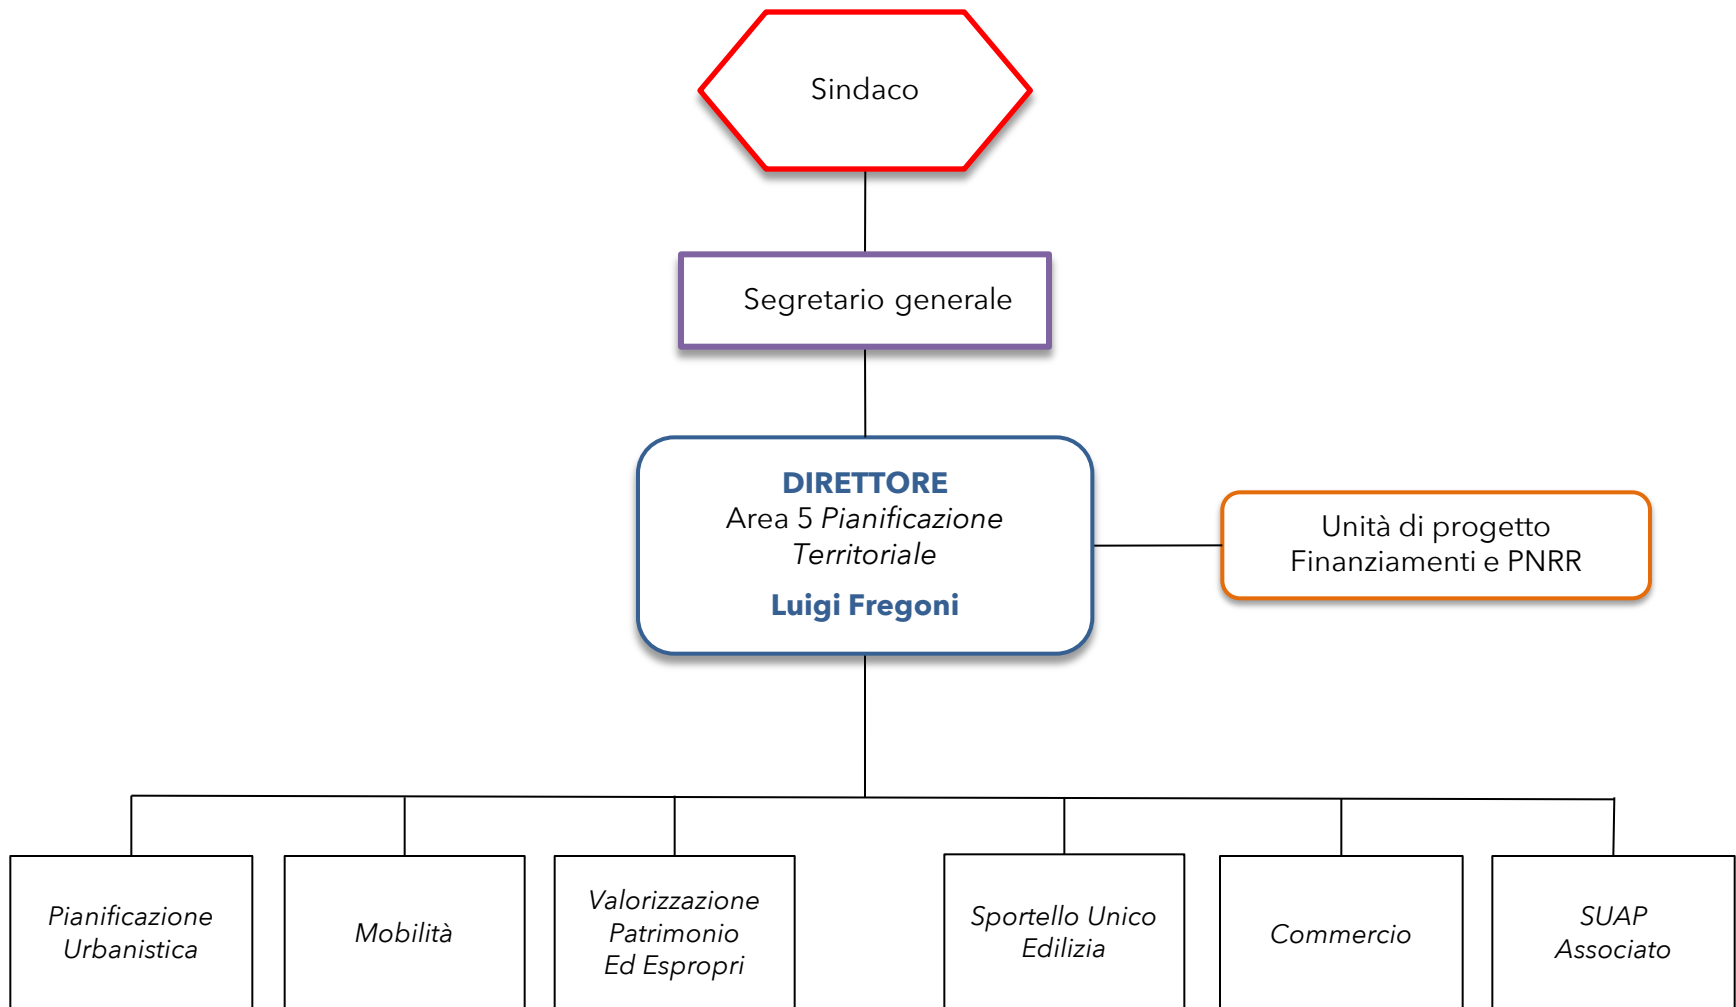 Sindaco
Segretario generale
DIRETTORE
Area 5 Pianificazione
Territoriale
Luigi Fregoni
Unità di progetto
Finanziamenti e PNRR
Pianificazione
Urbanistica
Mobilità
Valorizzazione
Patrimonio
Ed Espropri
Sportello Unico
Edilizia
Commercio
SUAP
Associato